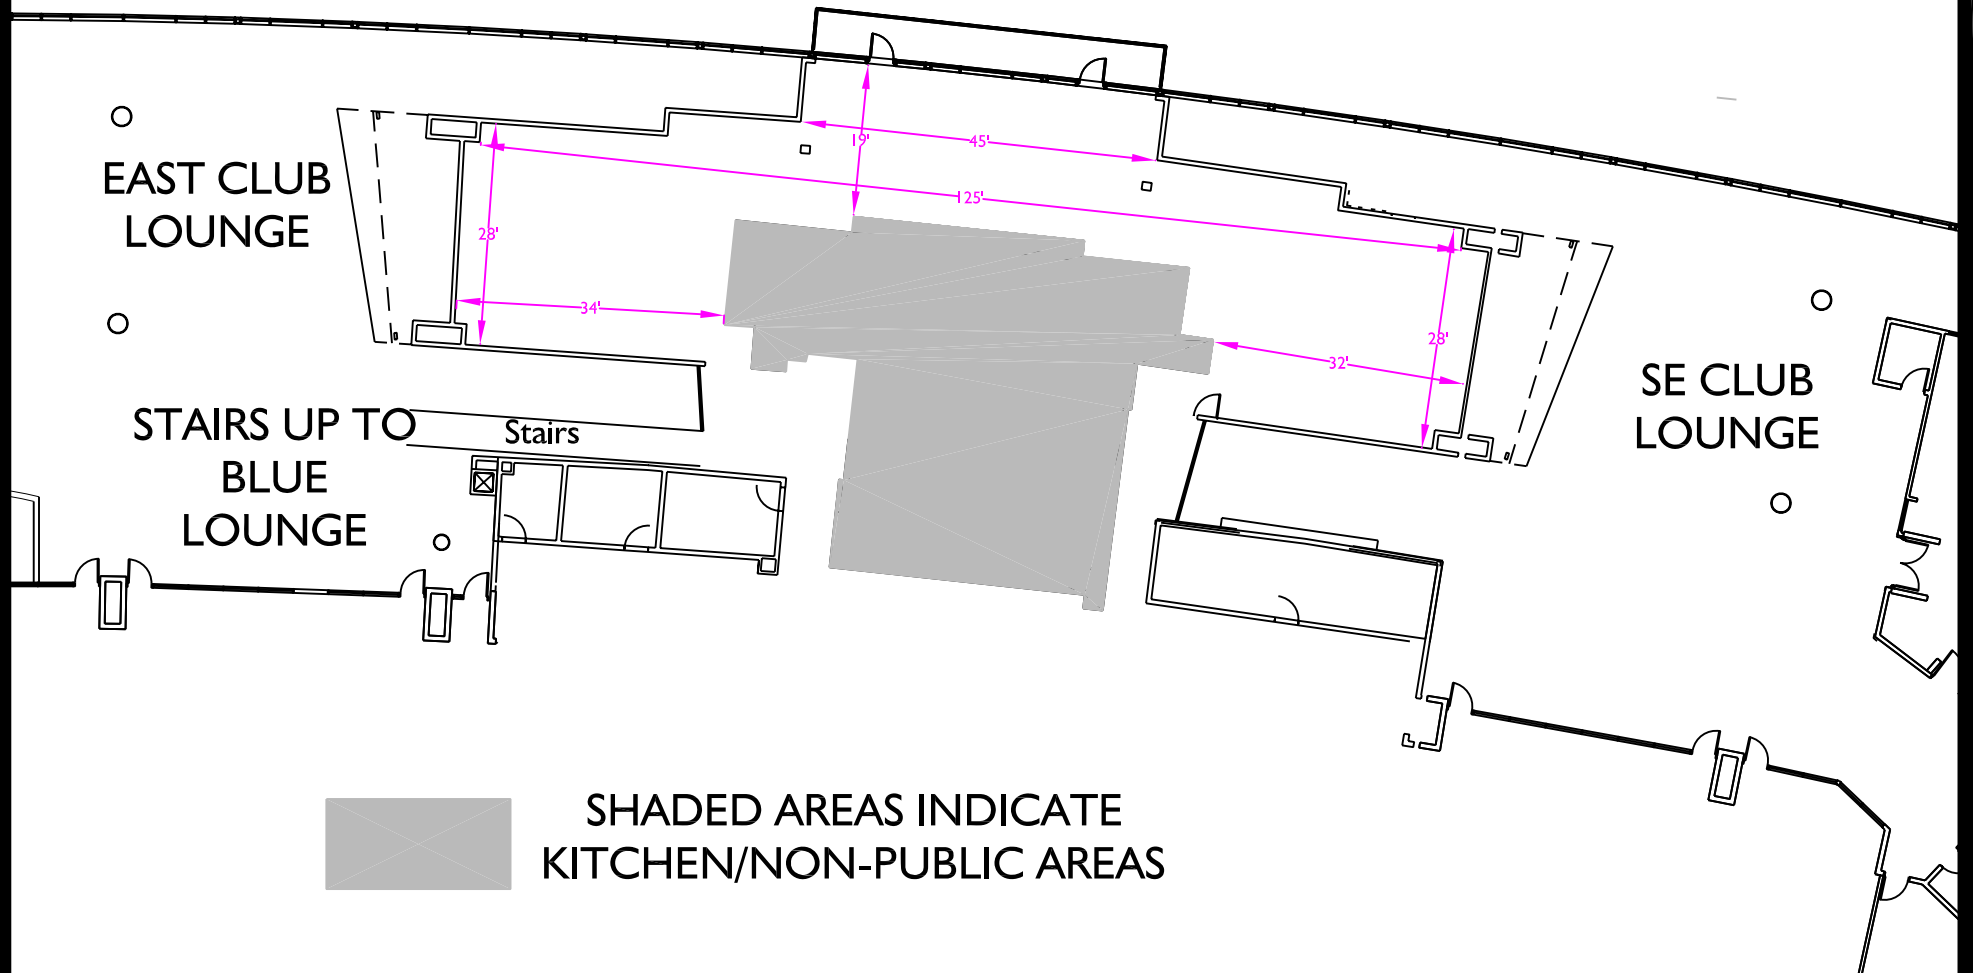 19'
45'
125'
EAST CLUB
LOUNGE
28'
34'
28'
32'
SE CLUB
LOUNGE
STAIRS UP TO
BLUE
LOUNGE
Stairs
SHADED AREAS INDICATE
KITCHEN/NON-PUBLIC AREAS